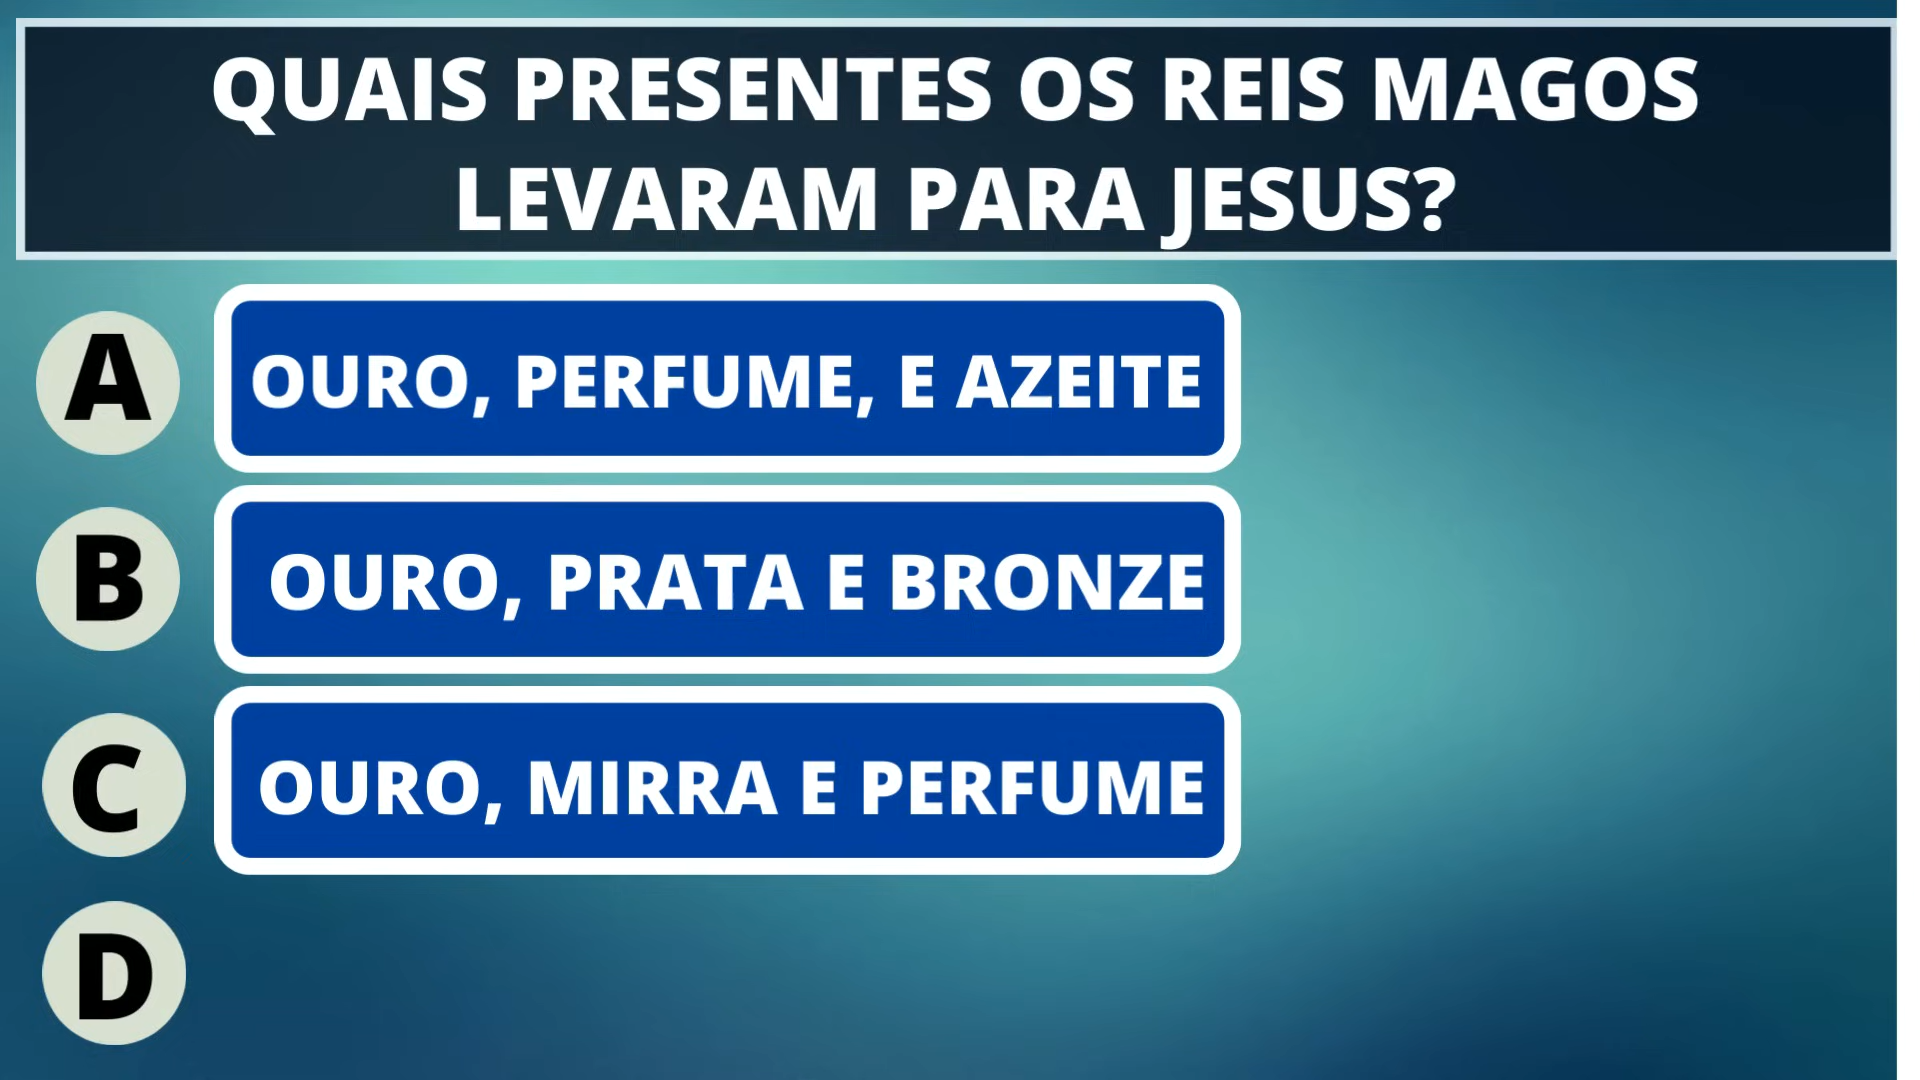 QUAIS PRESENTES OS REIS MAGOS
LEVARAM PARA JESUS?
A
OURO, PERFUME, E AZEITE
B
OURO, PRATA E BRONZE
C
OURO, MIRRA E PERFUME
D